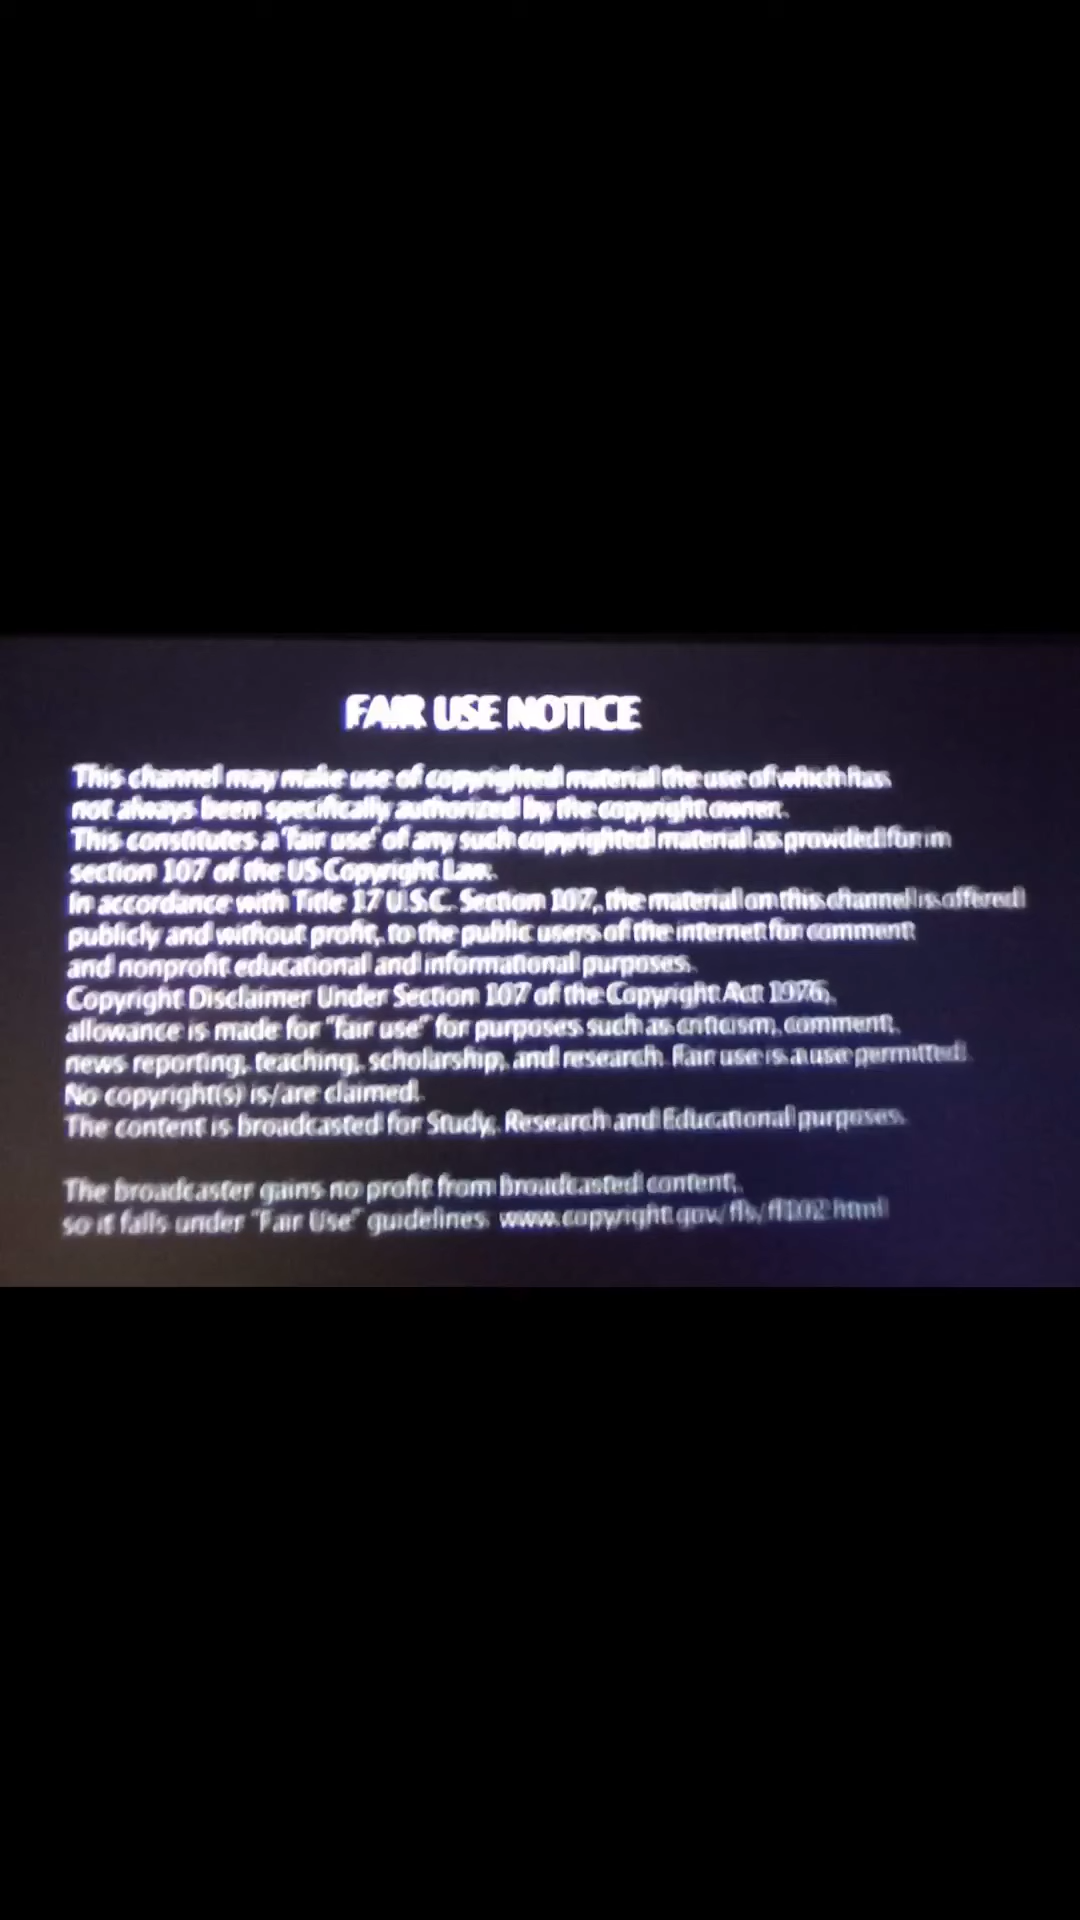 FAIR USE NOTICE
This channel may make use of copyrighted material the use of which has
not always been specifically authorized by the copyright owner.
This constitutes a 'fair use' of any such copyrighted material as provided for in
section 107 of the US Copyright Law.
In accordance with Title 17 U.S.C. Section 107, the material on this channel is offered
publicly and without profit, to the public users of the internet for comment
and nonprofit educational and informational purposes.
Copyright Disclaimer Under Section 107 of the Copyright Act 1976,
allowance is made for "fair use" for purposes such as criticism, comment,
news reporting, teaching, scholarship, and research. Fair use is a use permitted.
No copyright(s) is/are claimed.
The content is broadcasted for Study, Research and Educational purposes.
The broadcaster gains no profit from broadcasted content,
so it falls under "Fair Use" guidelines www.copyright.gov/fls/fl102.html